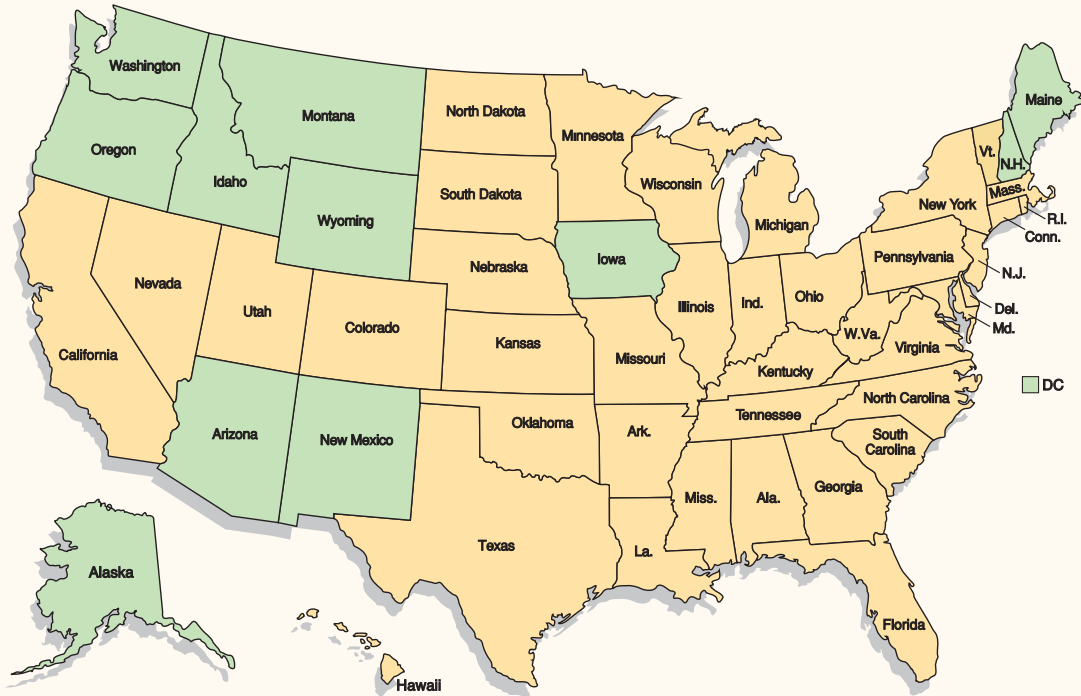 Washington
Oregon
Idaho
Montana
Wyoming
North Dakota
South Dakota
Nebraska
Minnesota
Wisconsin
Iowa
Michigan
Maine
Vt.
N.H.
Mass.
New York
R.I.
Conn.
Pennsylvania
N.J.
Del.
Md.
California
Nevada
Utah
Colorado
Kansas
Missouri
Illinois
Ind.
Ohio
W.Va.
Virginia
Kentucky
Tennessee
North Carolina
South
Carolina
DC
Arizona
New Mexico
Oklahoma
Ark.
Texas
La.
Miss.
Ala.
Georgia
Florida
Alaska
Hawaii